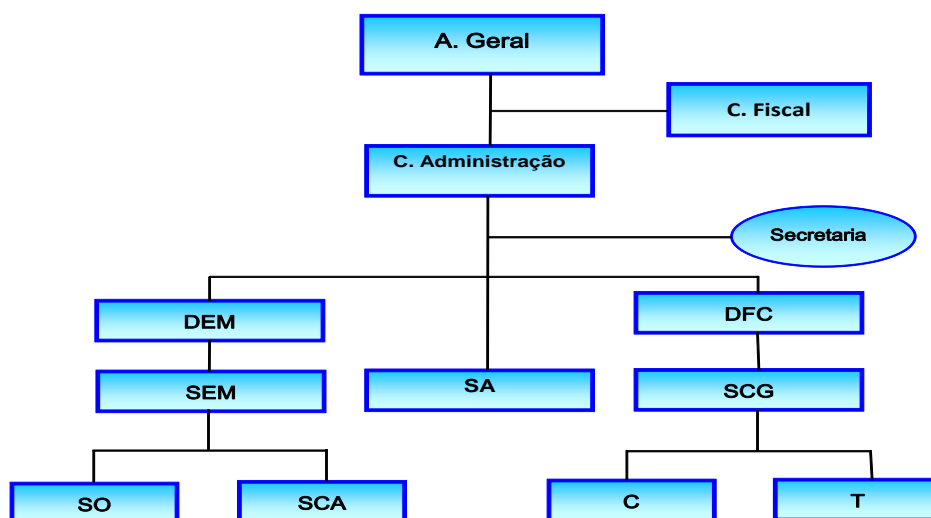 A. Geral
C. Fiscal
C. Administração
Secretaria
DEM
DFC
SEM
SA
SCG
SO
SCA
C
T